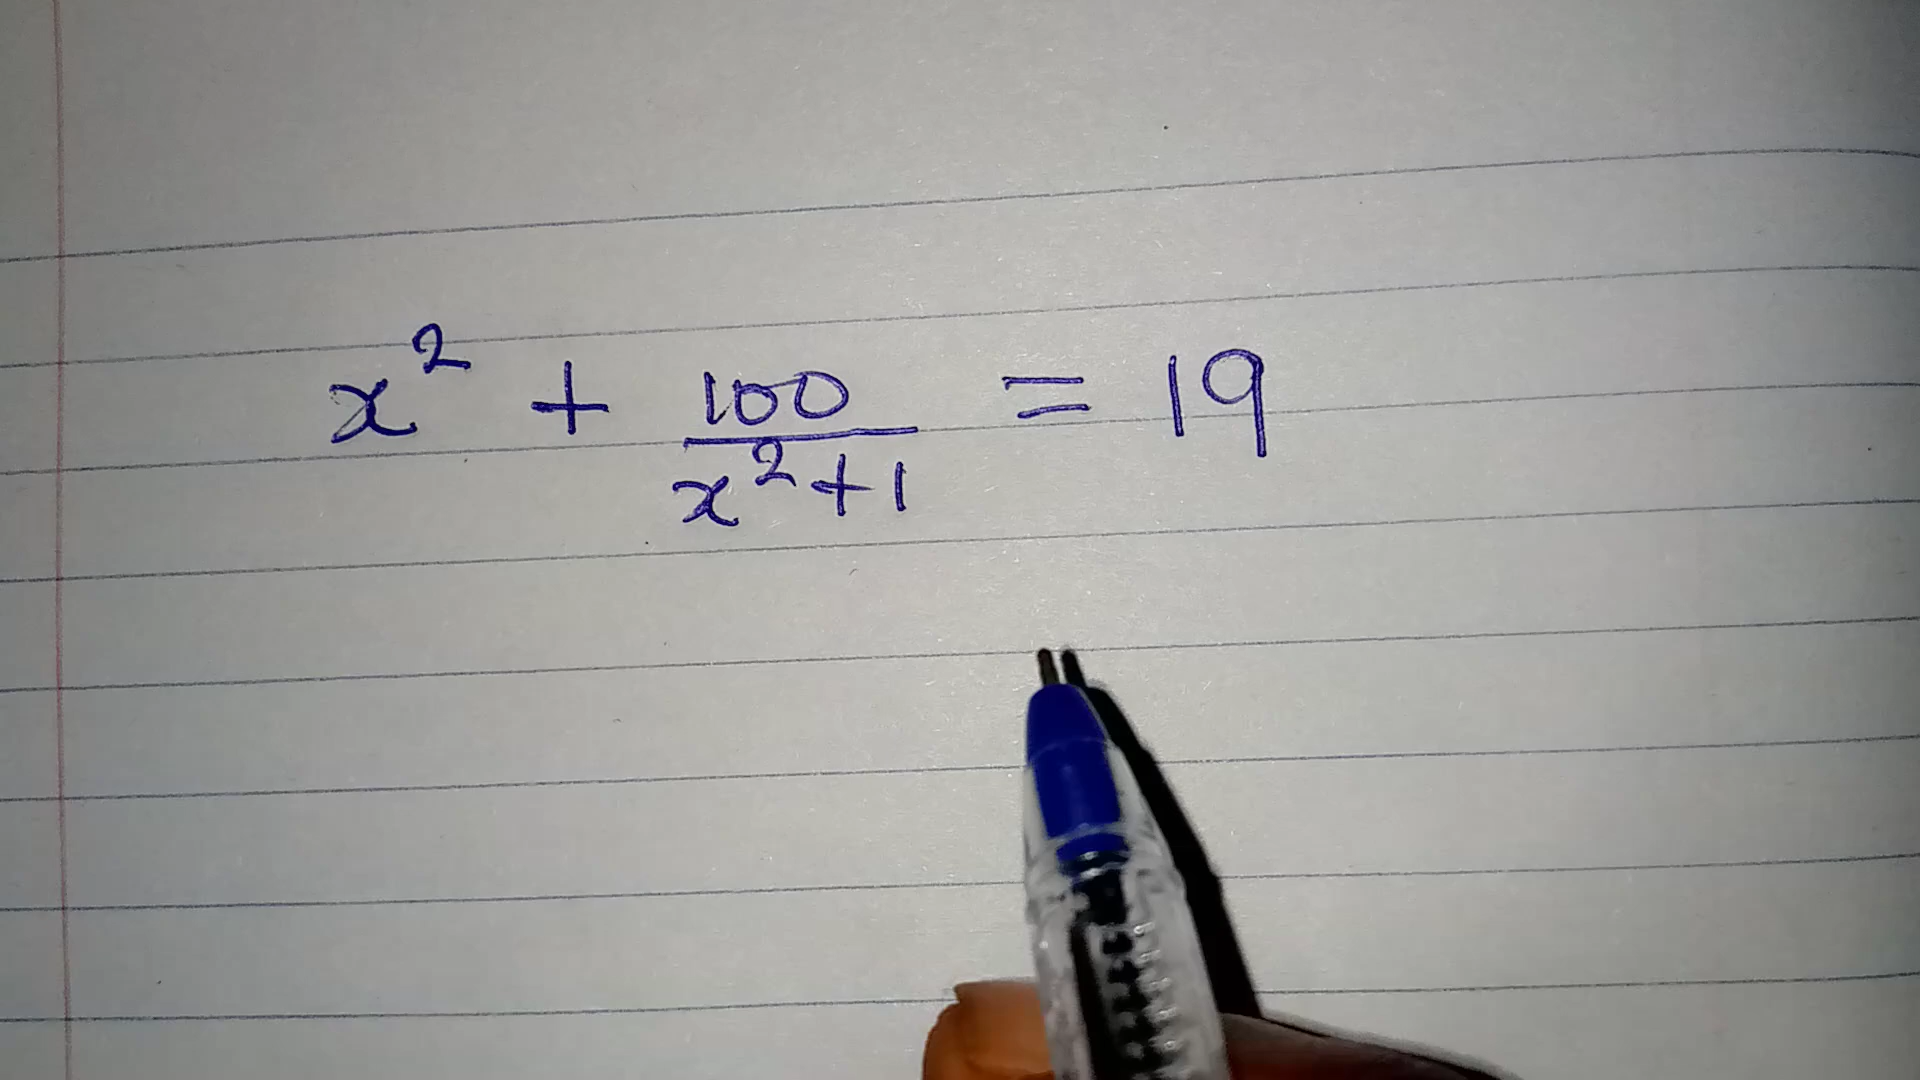 x² + 100/(x²+1) = 19